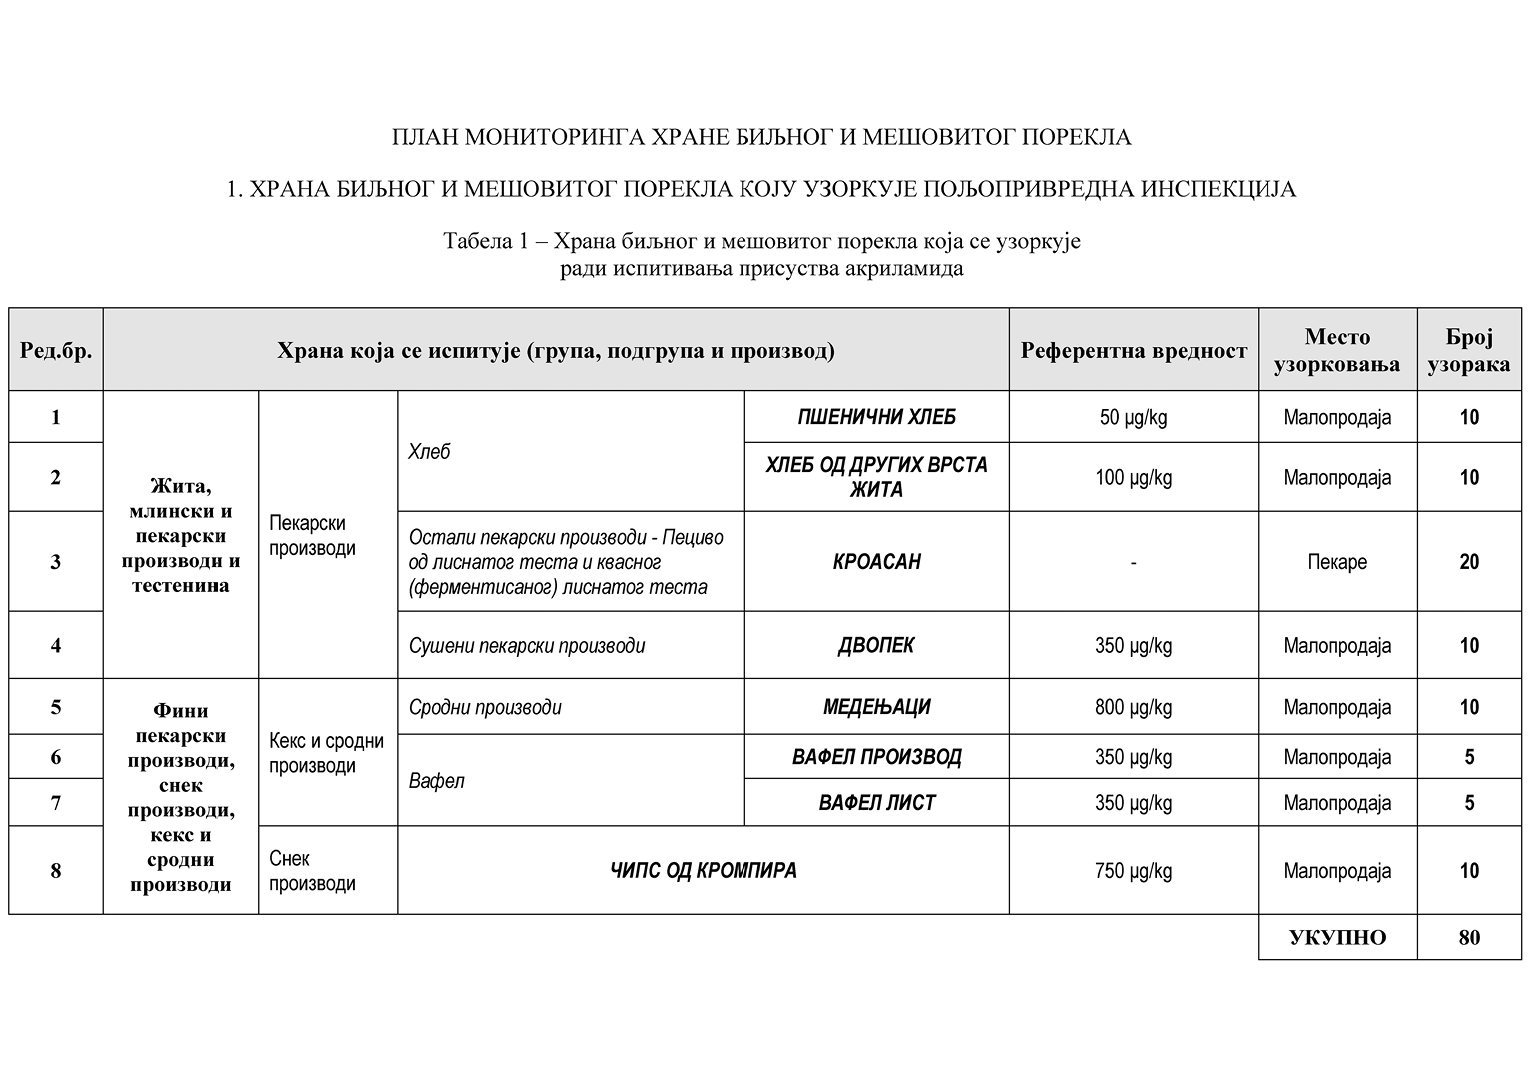 ПЛАН МОНИТОРИНГА ХРАНЕ БИЉНОГ И МЕШОВИТОГ ПОРЕКЛА
1. ХРАНА БИЉНОГ И МЕШОВИТОГ ПОРЕКЛА КОЈУ УЗОРКУЈЕ ПОЉОПРИВРЕДНА ИНСПЕКЦИЈА
Табела 1 – Храна биљног и мешовитог порекла која се узоркује
ради испитивања присуства акриламида
Ред.бр.
Храна која се испитује (група, подгрупа и производ)
Референтна вредност
Место
узорковања
Број
узорака
1
Жита,
млински и
пекарски
производи и
тестенина
Пекарски
производи
Хлеб
ПШЕНИЧНИ ХЛЕБ
50 µg/kg
Малопродаја
10
2
ХЛЕБ ОД ДРУГИХ ВРСТА
ЖИТА
100 µg/kg
Малопродаја
10
3
Остали пекарски производи - Пециво
од лиснатог теста и квасног
(ферментисаног) лиснатог теста
КРОАСАН
-
Пекаре
20
4
Сушени пекарски производи
ДВОПЕК
350 µg/kg
Малопродаја
10
5
Фини
пекарски
производи,
снек
производи,
кекс и
сродни
производи
Кекс и сродни
производи
Сродни производи
МЕДЕЊАЦИ
800 µg/kg
Малопродаја
10
6
Вафел
ВАФЕЛ ПРОИЗВОД
350 µg/kg
Малопродаја
5
7
ВАФЕЛ ЛИСТ
350 µg/kg
Малопродаја
5
8
Снек
производи
ЧИПС ОД КРОМПИРА
750 µg/kg
Малопродаја
10
УКУПНО
80